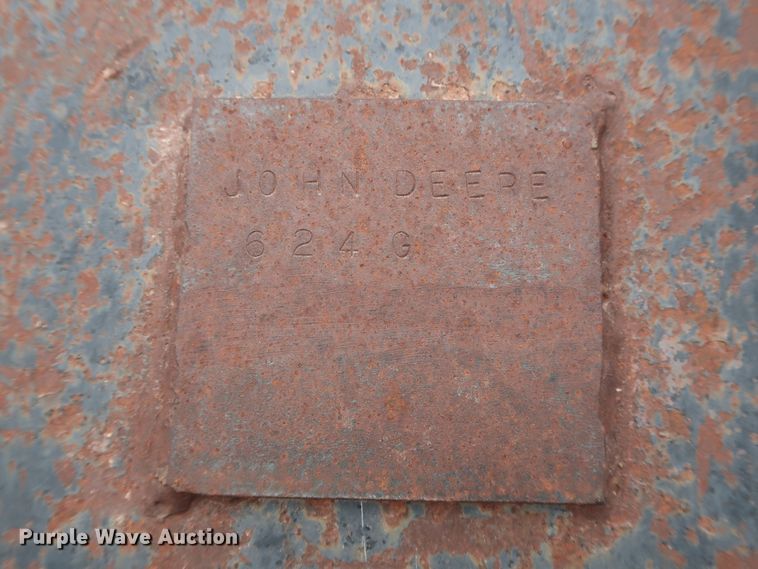 JOHN DEERE
624G
Purple Wave Auction